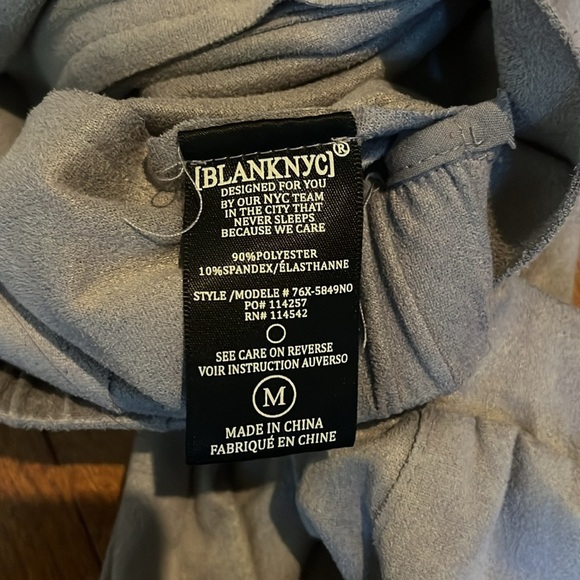 [BLANKNYC]®
DESIGNED FOR YOU
BY OUR NYC TEAM
IN THE CITY THAT
NEVER SLEEPS
BECAUSE WE CARE
90%POLYESTER
10%SPANDEX/ÉLASTHANNE
STYLE /MODELE # 76X-5849NO
PO# 114257
RN# 114542
SEE CARE ON REVERSE
VOIR INSTRUCTION AUVERSO
M
MADE IN CHINA
FABRIQUÉ EN CHINE